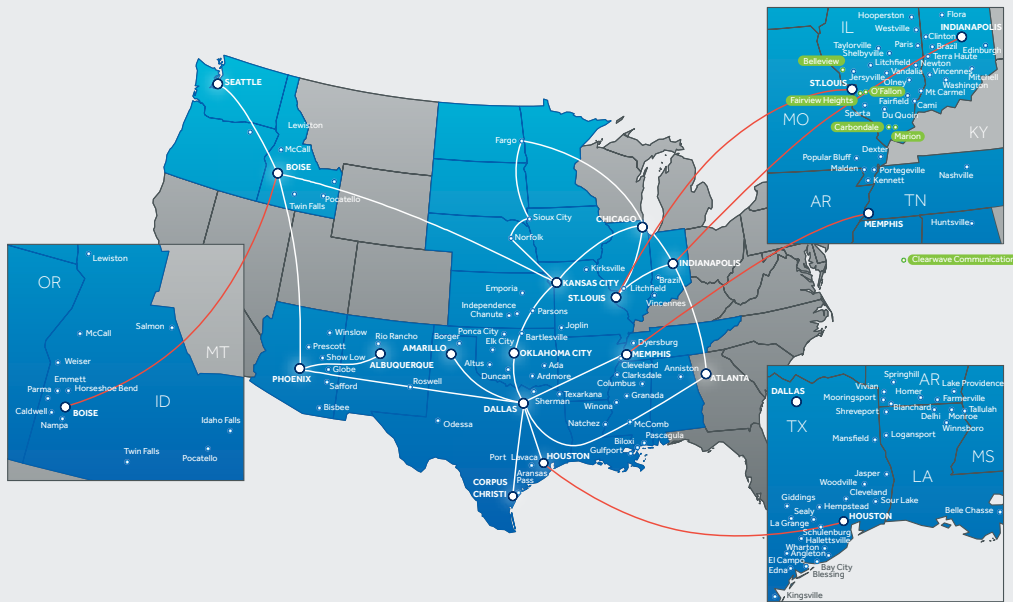 SEATTLE
Lewiston
McCall
BOISE
Twin Falls
Pocatello
Fargo
Sioux City
Norfolk
CHICAGO
INDIANAPOLIS
Brazil
Kirksville
KANSAS CITY
ST.LOUIS
Litchfield
Vincennes
Emporia
Independence
Chanute
Parsons
Joplin
Ponca City
Bartlesville
Elk City
Winslow
Prescott
Show Low
Globe
Safford
PHOENIX
Bisbee
Rio Rancho
ALBUQUERQUE
Borger
AMARILLO
Altus
OKLAHOMA CITY
Duncan
Ada
Ardmore
Roswell
Odessa
DALLAS
Sherman
Texarkana
Winona
Natchez
Dyersburg
MEMPHIS
Cleveland
Clarksdale
Columbus
Granada
Anniston
ATLANTA
McComb
Pascagula
Biloxi
Gulfport
Port Lavaca
HOUSTON
Aransas
Pass
CORPUS
CHRISTI
OR
Lewiston
McCall
Salmon
MT
Weiser
Emmett
Parma
Horseshoe Bend
ID
Caldwell
BOISE
Nampa
Idaho Falls
Twin Falls
Pocatello
Hooperston
Flora
IL
Westville
INDIANAPOLIS
Clinton
Taylorville
Paris
Brazil
Edinburgh
Shelbyville
Terra Haute
Belleview
Litchfield
Newton
Vandalia
Vincennes
Mitchell
Jerysville
Olney
Washington
ST.LOUIS
O'Fallon
Mt Carmel
Fairview Heights
Fairfield
Cami
Sparta
Du Quoin
MO
Carbondale
Marion
KY
Dexter
Popular Bluff
Malden
Portegeville
Kennett
Nashville
AR
TN
MEMPHIS
Huntsville
Clearwave Communication
Springhill
AR
Vivian
Homer
Lake Providence
DALLAS
Mooringsport
Farmerville
Shreveport
Blanchard
Delhi
Monroe
Tallulah
TX
Winnsboro
Mansfield
Logansport
MS
LA
Jasper
Woodville
Cleveland
Giddings
Sour Lake
Hempstead
Sealy
HOUSTON
Belle Chasse
La Grange
Schulenburg
Hallettsville
Wharton
Angleton
El Campo
Bay City
Edna
Blessing
Kingsville